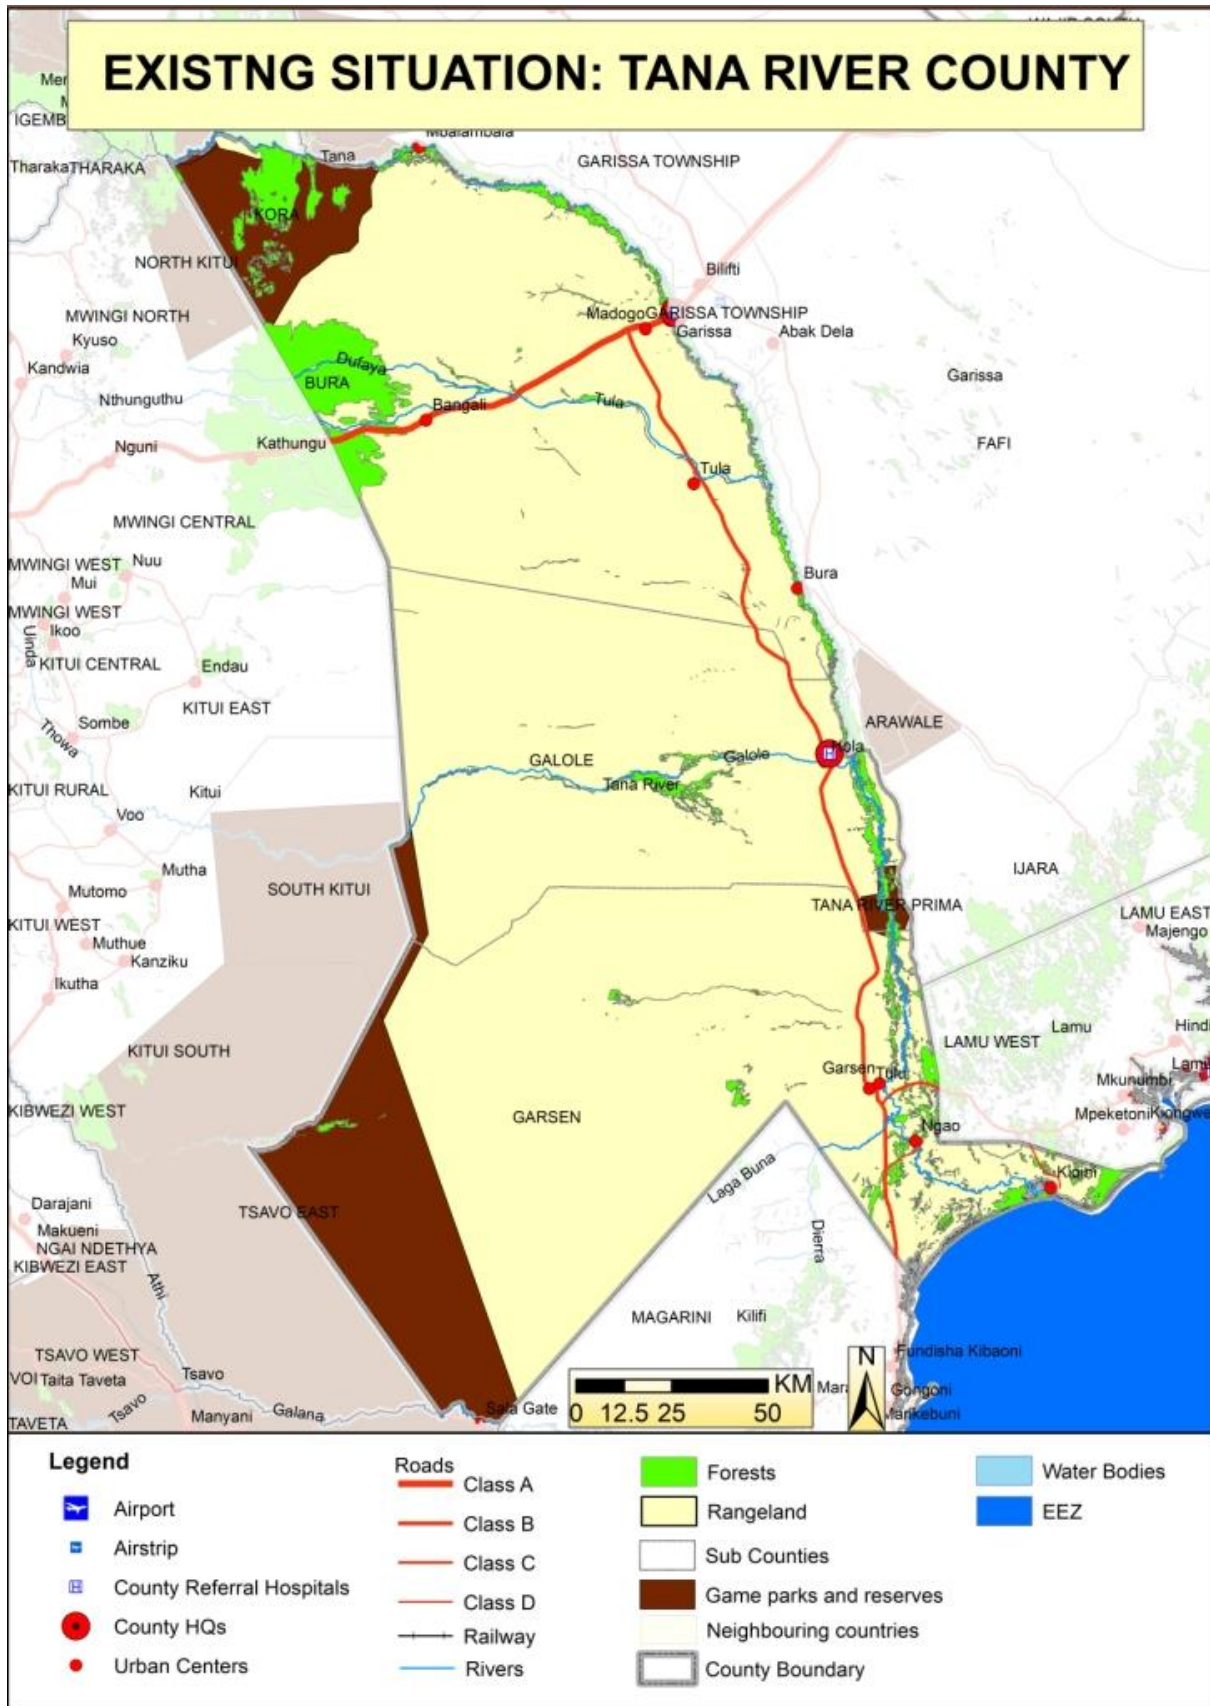 EXISTNG SITUATION: TANA RIVER COUNTY
IGEMB
Mbalambala
Tana
GARISSA TOWNSHIP
Tharaka
THARAKA
KORA
NORTH KITUI
Bilifti
MWINGI NORTH
Madogo
GARISSA TOWNSHIP
Kyuso
Garissa
Abak Dela
Kandwia
Dufaya
Garissa
BURA
Nthunguthu
Tula
Bangali
Kathungu
FAFI
Nguni
Tula
MWINGI CENTRAL
MWINGI WEST
Nuu
Mui
Bura
MWINGI WEST
Ikoo
Uinda
KITUI CENTRAL
Endau
KITUI EAST
Sombe
ARAWALE
Thowa
Hola
GALOLE
Galole
Tana River
KITUI RURAL
Kitui
Voo
Mutha
IJARA
SOUTH KITUI
Mutomo
TANA RIVER PRIMA
LAMU EAST
KITUI WEST
Majengo
Muthue
Kanziku
Ikutha
Lamu
Hindi
LAMU WEST
KITUI SOUTH
Garsen
Lamu
Mkunumbi
KIBWEZI WEST
GARSEN
Mpeketoni
Kiongwe
Ngao
Laga Buna
Kipini
Darajani
TSAVO EAST
Makueni
Dierra
NGAI NDETHYA
KIBWEZI EAST
Athi
MAGARINI
Kilifi
TSAVO WEST
N
Fundisha Kibaoni
VOI
Taita Taveta
Tsavo
KM
Mara
Gongoni
Tsavo
Manyani
Galana
Sala Gate
0 12.5 25 50
Marikebuni
TAVETA
Legend
Airport
Airstrip
County Referral Hospitals
County HQs
Urban Centers
Roads
Class A
Class B
Class C
Class D
Railway
Rivers
Forests
Rangeland
Sub Counties
Game parks and reserves
Neighbouring countries
County Boundary
Water Bodies
EEZ